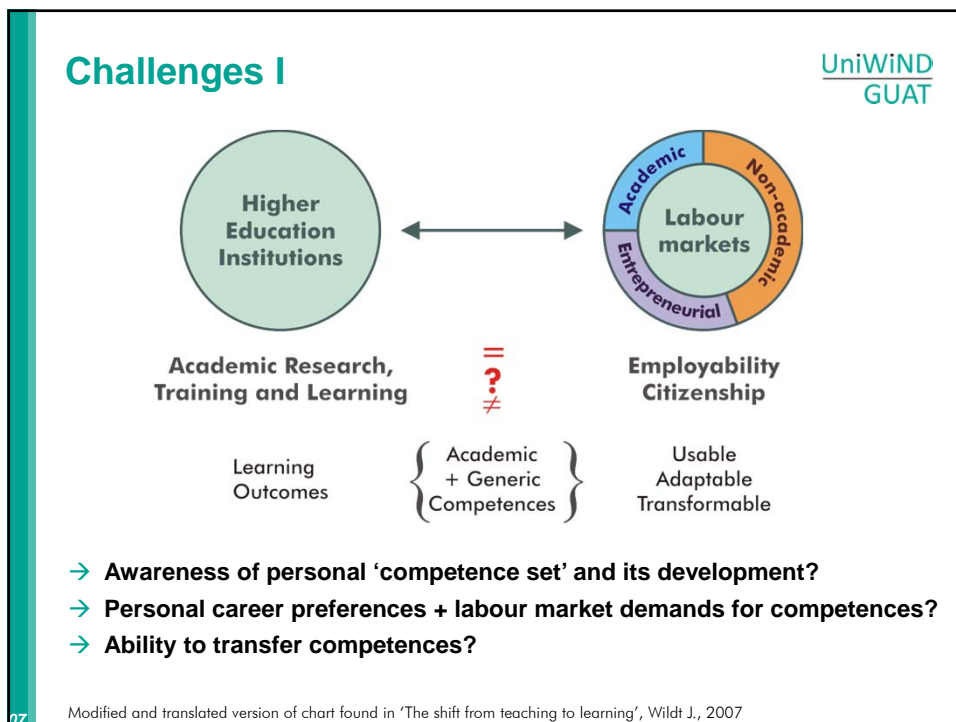 Challenges I
UniWiND
GUAT
Higher
Education
Institutions
Academic
Non-academic
Entrepreneurial
Labour
markets
Academic Research,
Training and Learning
=
?
≠
Employability
Citizenship
Learning
Outcomes
{ Academic
+ Generic
Competences }
Usable
Adaptable
Transformable
→ Awareness of personal ‘competence set’ and its development?
→ Personal career preferences + labour market demands for competences?
→ Ability to transfer competences?
Modified and translated version of chart found in ‘The shift from teaching to learning’, Wildt J., 2007
07